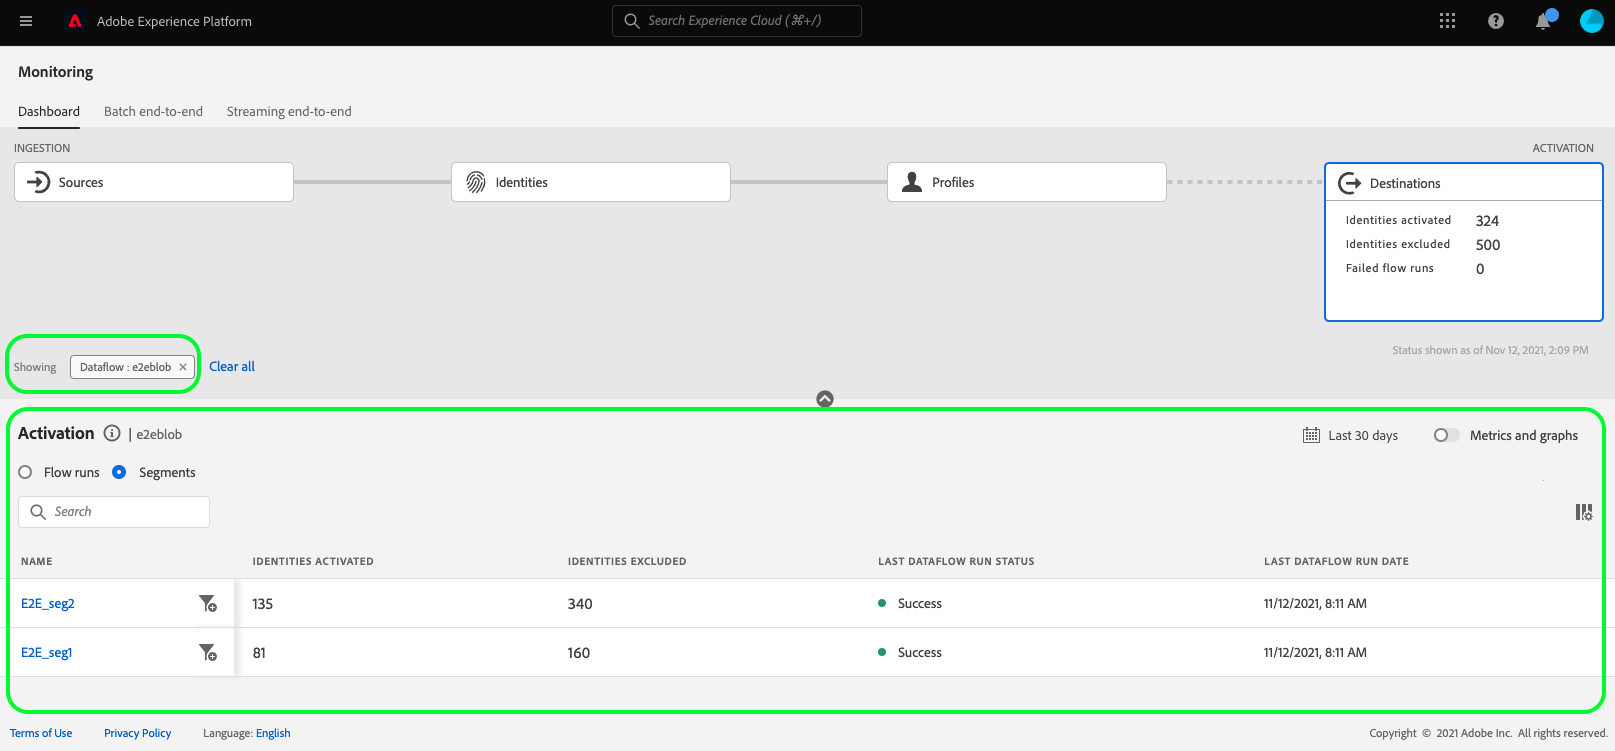 Adobe Experience Platform
Search Experience Cloud (⌘+/)
Monitoring
Dashboard Batch end-to-end Streaming end-to-end
INGESTION ACTIVATION
Sources Identities Profiles Destinations
Identities activated 324
Identities excluded 500
Failed flow runs 0
Status shown as of Nov 12, 2021, 2:09 PM
Showing Dataflow : e2eblob × Clear all
Activation | e2eblob Last 30 days Metrics and graphs
Flow runs Segments
Search
NAME IDENTITIES ACTIVATED IDENTITIES EXCLUDED LAST DATAFLOW RUN STATUS LAST DATAFLOW RUN DATE
E2E_seg2 135 340 Success 11/12/2021, 8:11 AM
E2E_seg1 81 160 Success 11/12/2021, 8:11 AM
Terms of Use Privacy Policy Language: English Copyright © 2021 Adobe Inc. All rights reserved.